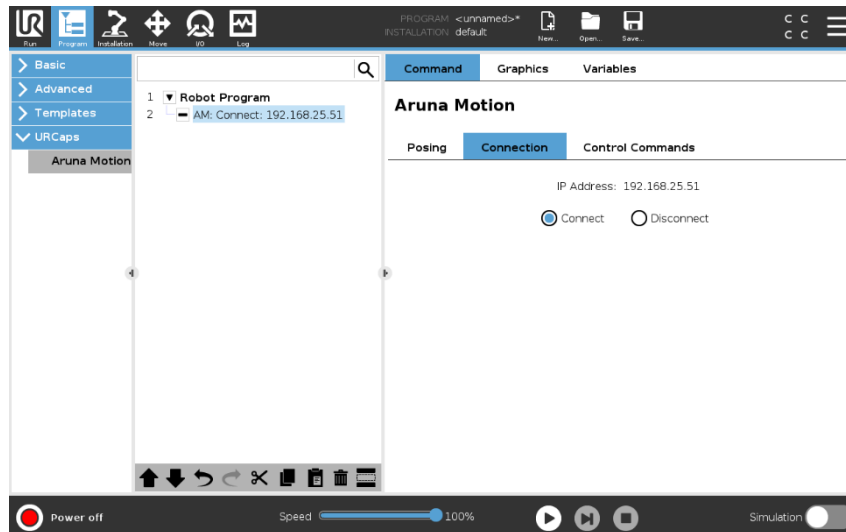 UR
PROGRAM <unnamed>*
INSTALLATION default
Run Program Installation Move I/O Log New... Open... Save...
C C
C C
Basic
Advanced
Templates
URCaps
Aruna Motion
1 Robot Program
2 AM: Connect: 192.168.25.51
Command Graphics Variables
Aruna Motion
Posing Connection Control Commands
IP Address: 192.168.25.51
Connect Disconnect
Power off Speed 100% Simulation